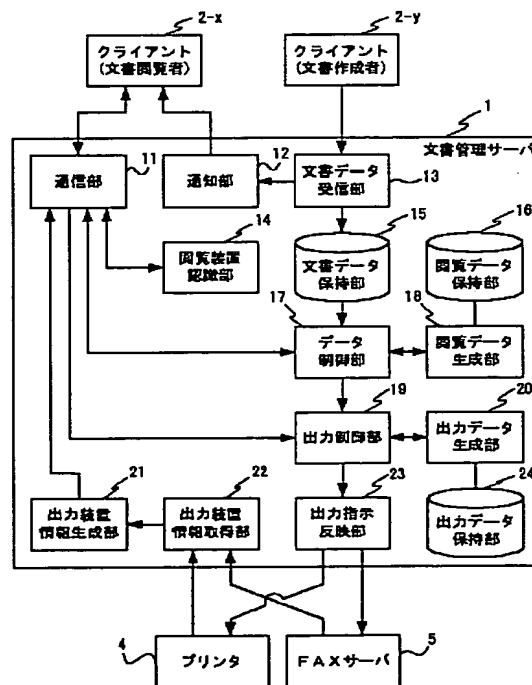 2-x
2-y
クライアント
(文書閲覧者)
クライアント
(文書作成者)
1
文書管理サーバ
11
通信部
12
通知部
13
文書データ
受信部
14
閲覧装置
認識部
15
文書データ
保持部
16
閲覧データ
保持部
17
データ
制御部
18
閲覧データ
生成部
19
出力制御部
20
出力データ
生成部
21
出力装置
情報生成部
22
出力装置
情報取得部
23
出力指示
反映部
24
出力データ
保持部
4
プリンタ
5
FAXサーバ